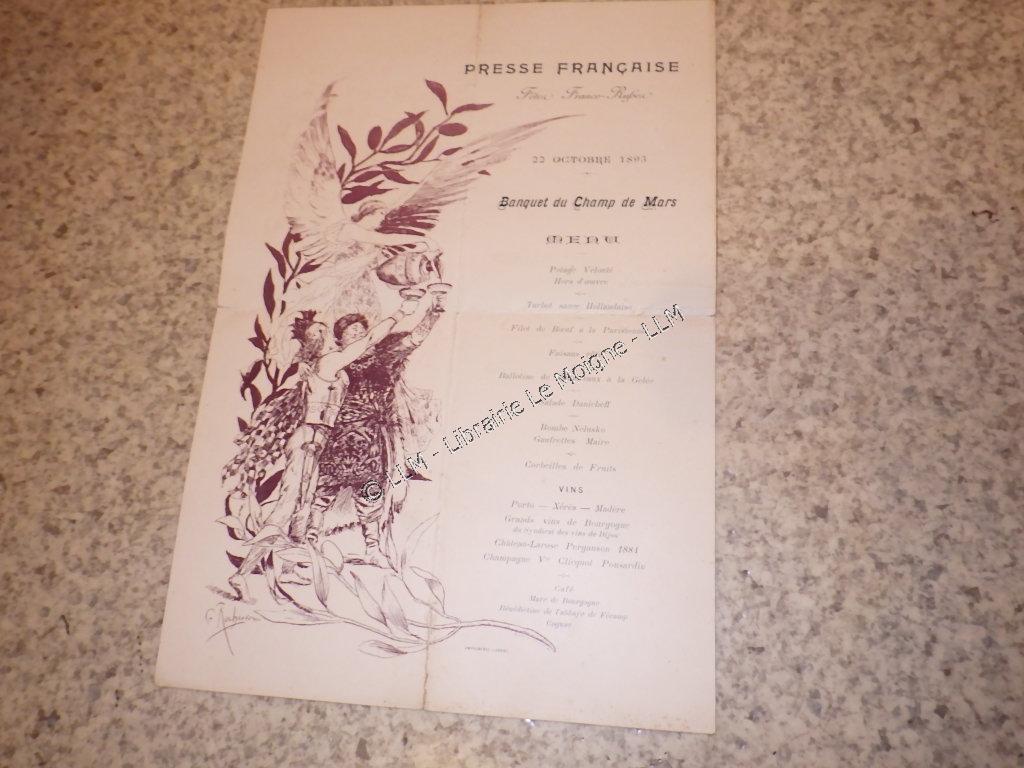 PRESSE FRANÇAISE
Fêtes Franco-Russes
22 OCTOBRE 1893
Banquet du Champ de Mars
MENU
Potage Velouté
Hors d'œuvre
Turbot sauce Hollandaise
Filet de Bœuf à la Parisienne
Faisans
Ballotine de à la Gelée
Salade Danicheff
Bombe Nelusko
Gaufrettes Maire
Corbeilles de Fruits
VINS
Porto — Xérès — Madère
Grands vins de Bourgogne
du Syndicat des vins de Dijon
Château-Larose Perganson 1884
Champagne Vve Clicquot Ponsardin
Café
Marc de Bourgogne
Bénédictine de l'abbaye de Fécamp
Cognac
© LLM - Librairie Le Moigne - LLM